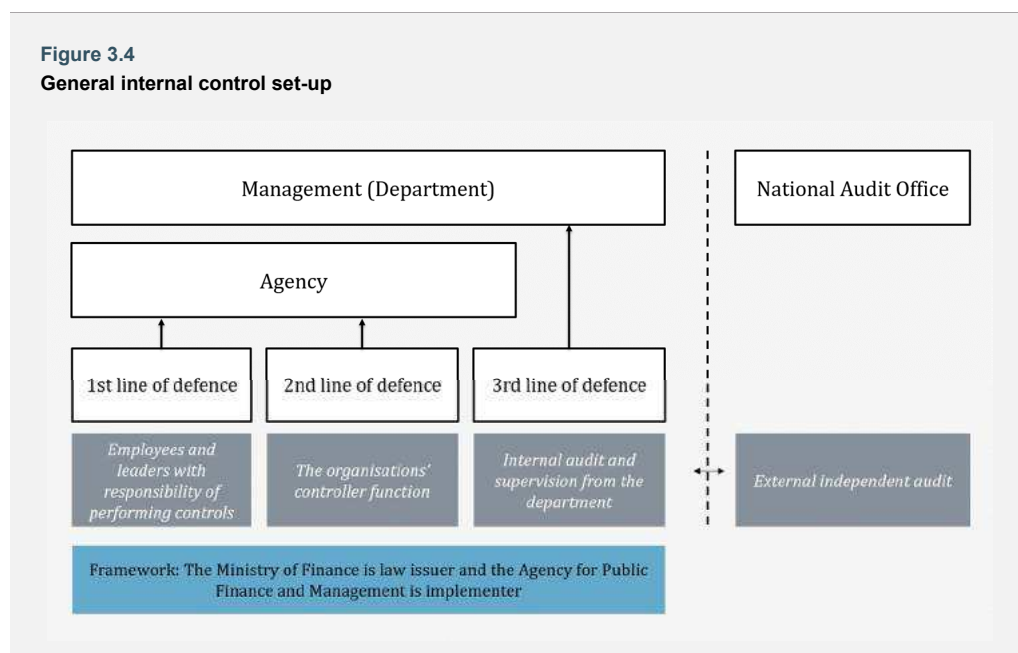 Figure 3.4
General internal control set-up
Management (Department)
National Audit Office
Agency
1st line of defence
2nd line of defence
3rd line of defence
Employees and
leaders with
responsibility of
performing controls
The organisations'
controller function
Internal audit and
supervision from the
department
External independent audit
Framework: The Ministry of Finance is law issuer and the Agency for Public
Finance and Management is implementer